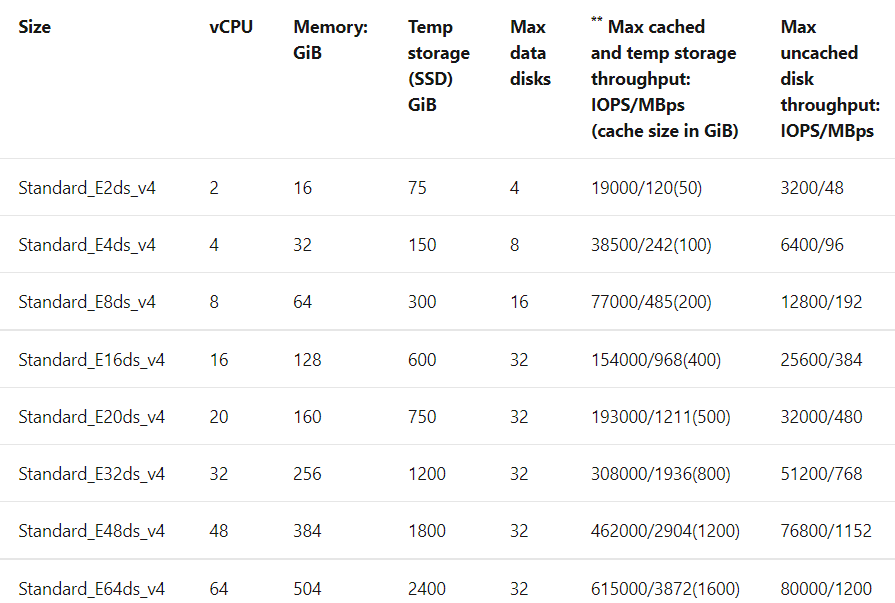 Size vCPU Memory: GiB Temp storage (SSD) GiB Max data disks ** Max cached and temp storage throughput: IOPS/MBps (cache size in GiB) Max uncached disk throughput: IOPS/MBps
Standard_E2ds_v4 2 16 75 4 19000/120(50) 3200/48
Standard_E4ds_v4 4 32 150 8 38500/242(100) 6400/96
Standard_E8ds_v4 8 64 300 16 77000/485(200) 12800/192
Standard_E16ds_v4 16 128 600 32 154000/968(400) 25600/384
Standard_E20ds_v4 20 160 750 32 193000/1211(500) 32000/480
Standard_E32ds_v4 32 256 1200 32 308000/1936(800) 51200/768
Standard_E48ds_v4 48 384 1800 32 462000/2904(1200) 76800/1152
Standard_E64ds_v4 64 504 2400 32 615000/3872(1600) 80000/1200